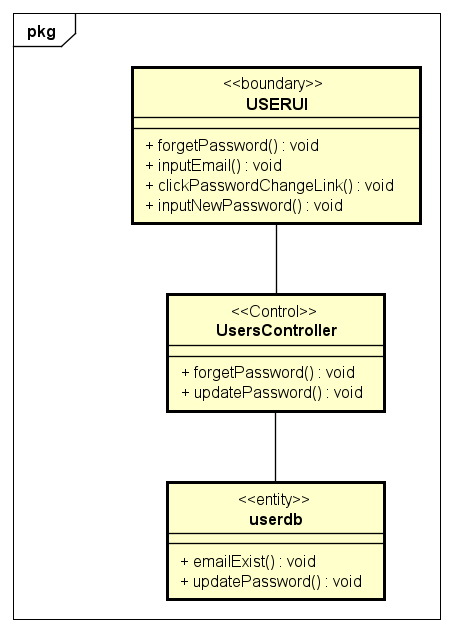 pkg
<<boundary>>
USERUI
+ forgetPassword() : void
+ inputEmail() : void
+ clickPasswordChangeLink() : void
+ inputNewPassword() : void
<<Control>>
UsersController
+ forgetPassword() : void
+ updatePassword() : void
<<entity>>
userdb
+ emailExist() : void
+ updatePassword() : void